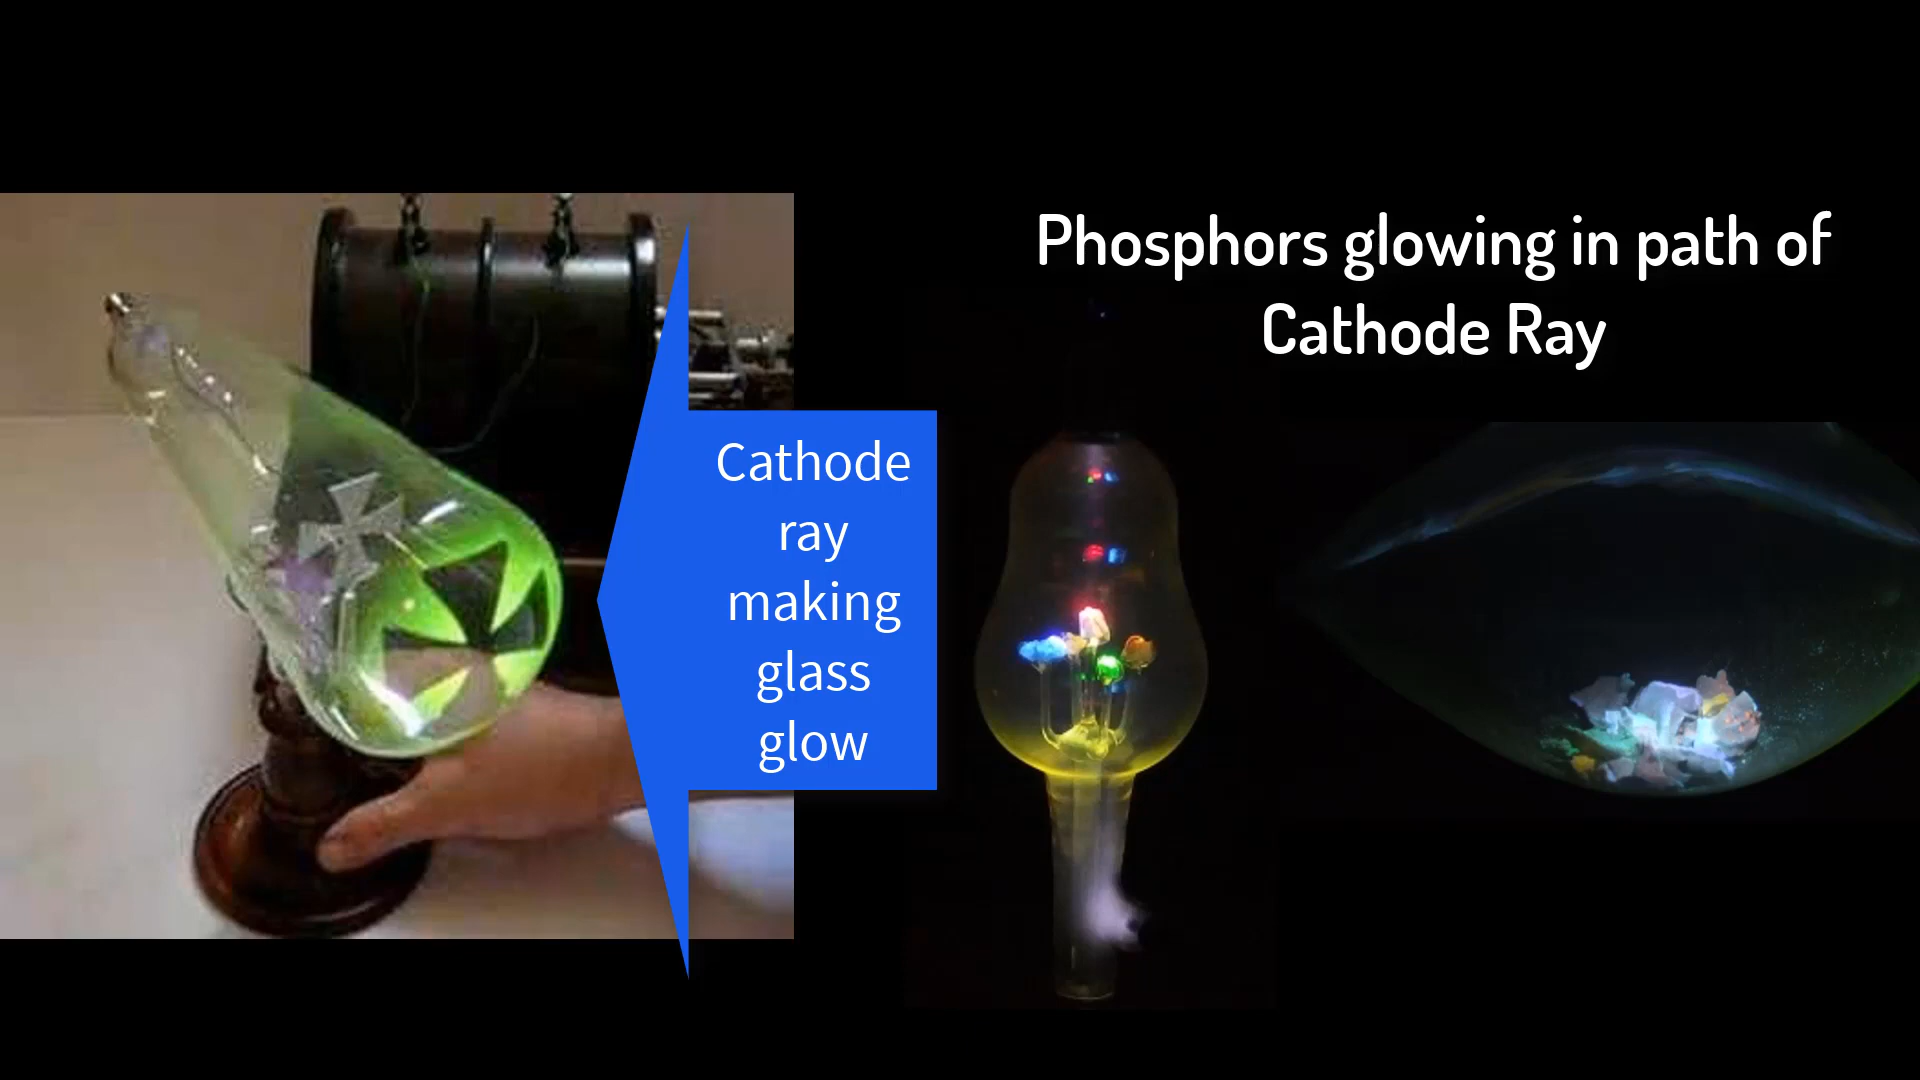 Phosphors glowing in path of
Cathode Ray
Cathode
ray
making
glass
glow